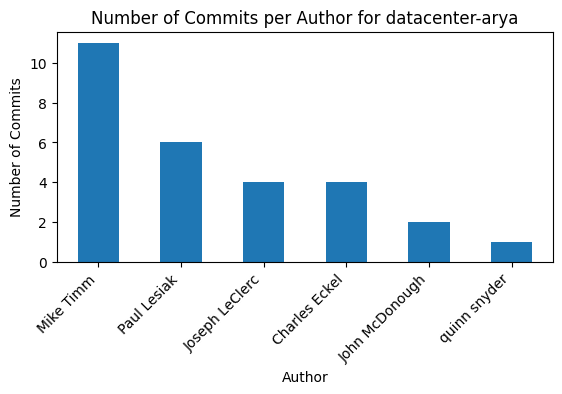 Number of Commits per Author for datacenter-arya
Number of Commits
10
8
6
4
2
0
Mike Timm
Paul Lesiak
Joseph LeClerc
Charles Eckel
John McDonough
quinn snyder
Author